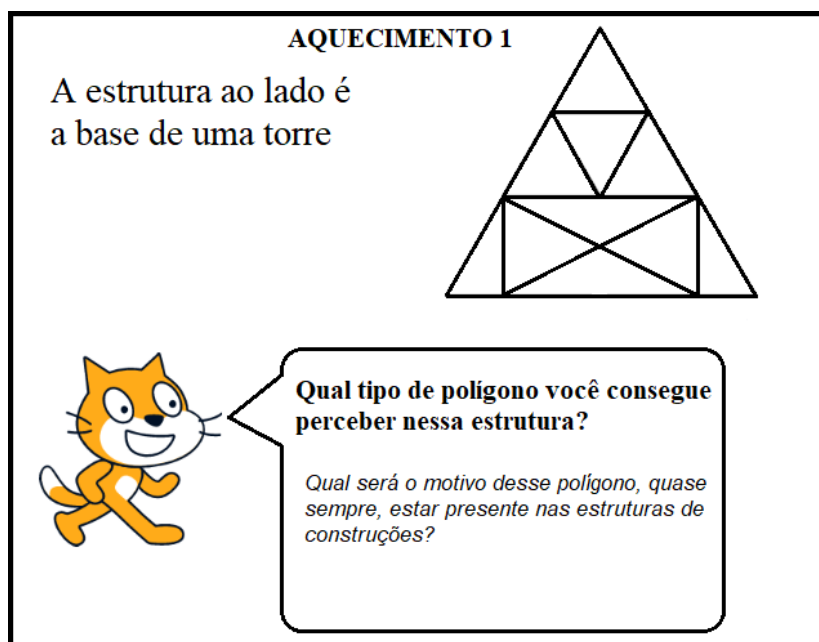 AQUECIMENTO 1
A estrutura ao lado é
a base de uma torre
Qual tipo de polígono você consegue
perceber nessa estrutura?
Qual será o motivo desse polígono, quase
sempre, estar presente nas estruturas de
construções?